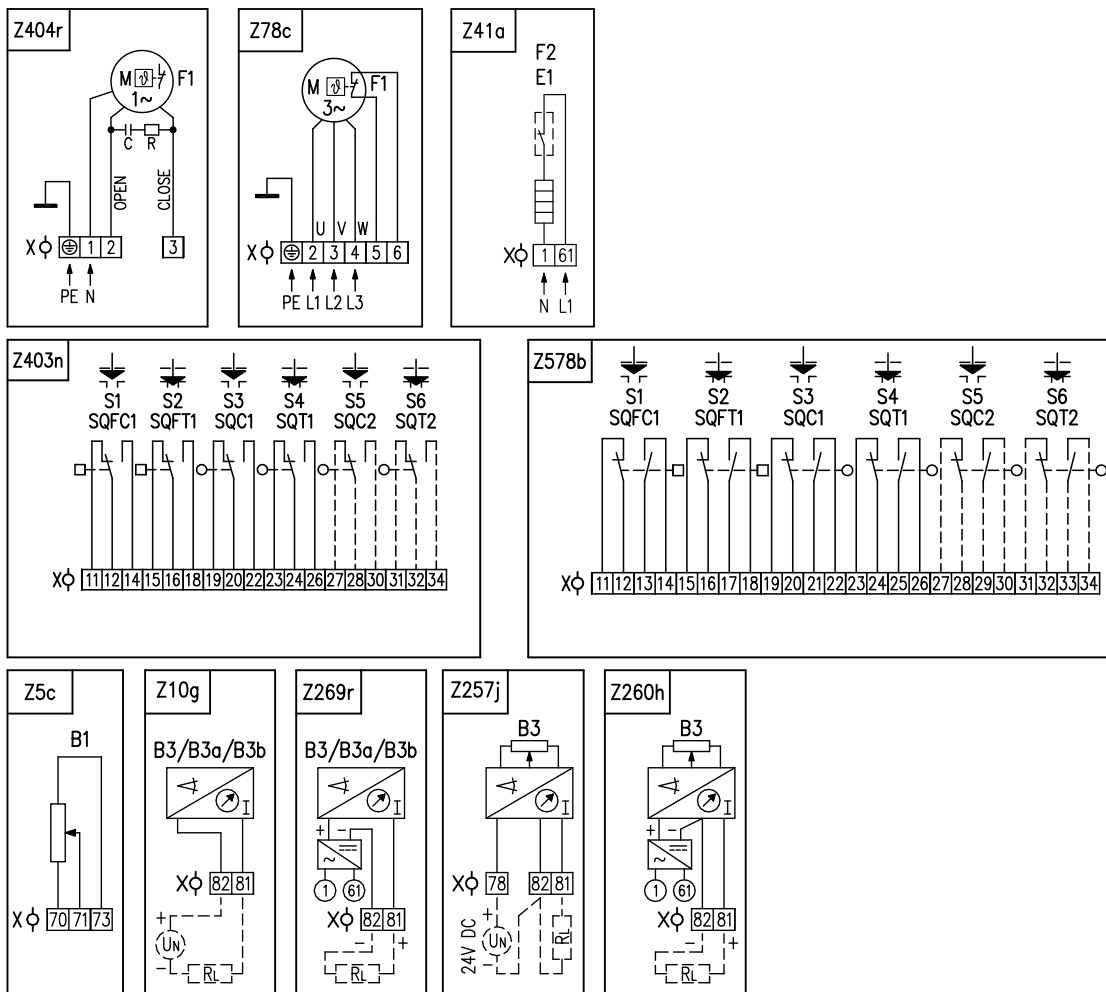 Z404r
M ϑ F1
1~
C R
OPEN CLOSE
X 1 2 3
PE N
Z78c
M ϑ F1
3~
U V W
X 2 3 4 5 6
PE L1 L2 L3
Z41a
F2
E1
X 1 61
N L1
Z403n
S1 S2 S3 S4 S5 S6
SQFC1 SQFT1 SQC1 SQT1 SQC2 SQT2
X 11 12 14 15 16 18 19 20 22 23 24 26 27 28 30 31 32 34
Z578b
S1 S2 S3 S4 S5 S6
SQFC1 SQFT1 SQC1 SQT1 SQC2 SQT2
X 11 12 13 14 15 16 17 18 19 20 21 22 23 24 25 26 27 28 29 30 31 32 33 34
Z5c
B1
X 70 71 73
Z10g
B3/B3a/B3b
I
X 82 81
+
UN
−
RL
Z269r
B3/B3a/B3b
I
+ −
~
1 61
X 82 81
− +
RL
Z257j
B3
I
X 78 82 81
+
24V DC UN RL
−
Z260h
B3
I
+ −
~
1 61
X 82 81
− +
RL